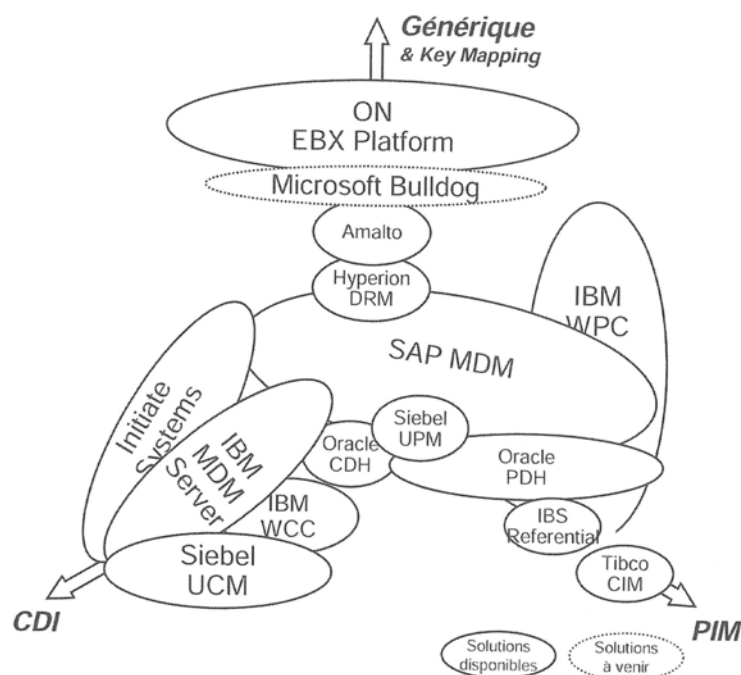 Générique
& Key Mapping
ON
EBX Platform
Microsoft Bulldog
Amalto
Hyperion
DRM
IBM
WPC
SAP MDM
Initiate
Systems
IBM
MDM
Server
Siebel
UPM
Oracle
CDH
Oracle
PDH
IBM
WCC
IBS
Referential
Siebel
UCM
Tibco
CIM
CDI
PIM
Solutions
disponibles
Solutions
à venir